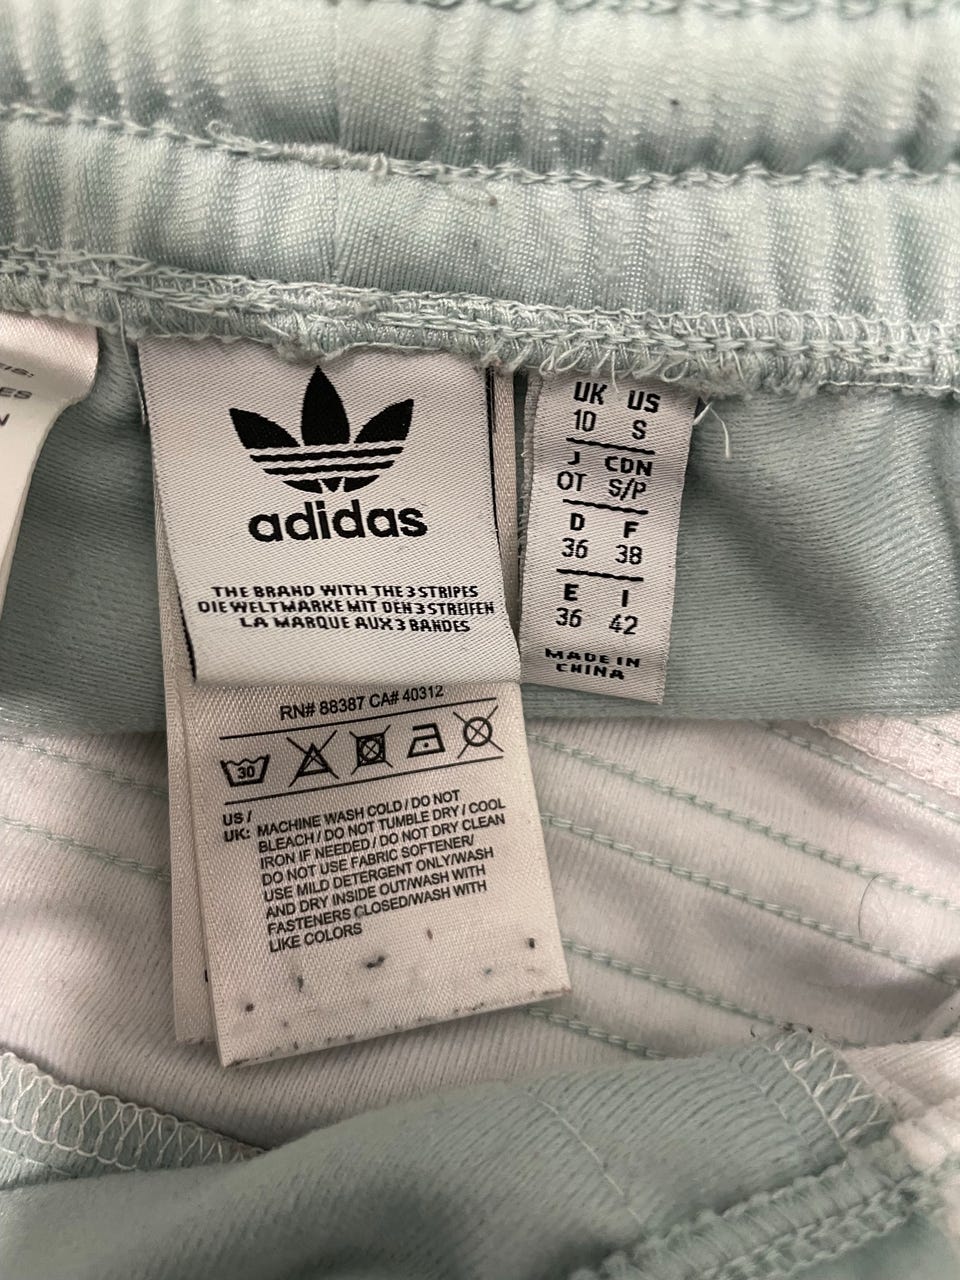 ES
N
adidas
THE BRAND WITH THE 3 STRIPES
DIE WELTMARKE MIT DEN 3 STREIFEN
LA MARQUE AUX 3 BANDES
RN# 88387 CA# 40312
30
US /
UK: MACHINE WASH COLD / DO NOT
BLEACH / DO NOT TUMBLE DRY / COOL
IRON IF NEEDED / DO NOT DRY CLEAN
DO NOT USE FABRIC SOFTENER/
USE MILD DETERGENT ONLY/WASH
AND DRY INSIDE OUT/WASH WITH
FASTENERS CLOSED/WASH WITH
LIKE COLORS
UK US
10 S
J CDN
OT S/P
D F
36 38
E I
36 42
MADE IN
CHINA